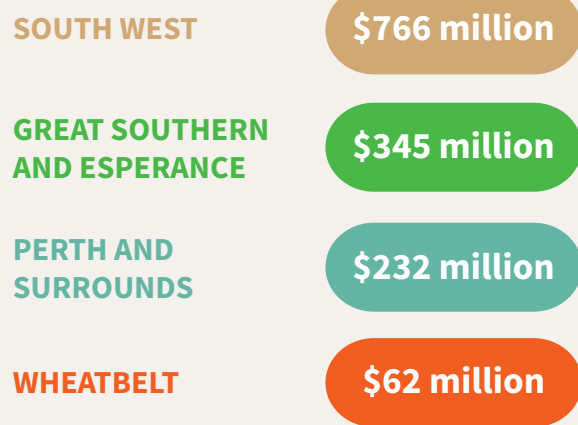 SOUTH WEST
$766 million
GREAT SOUTHERN
AND ESPERANCE
$345 million
PERTH AND
SURROUNDS
$232 million
WHEATBELT
$62 million